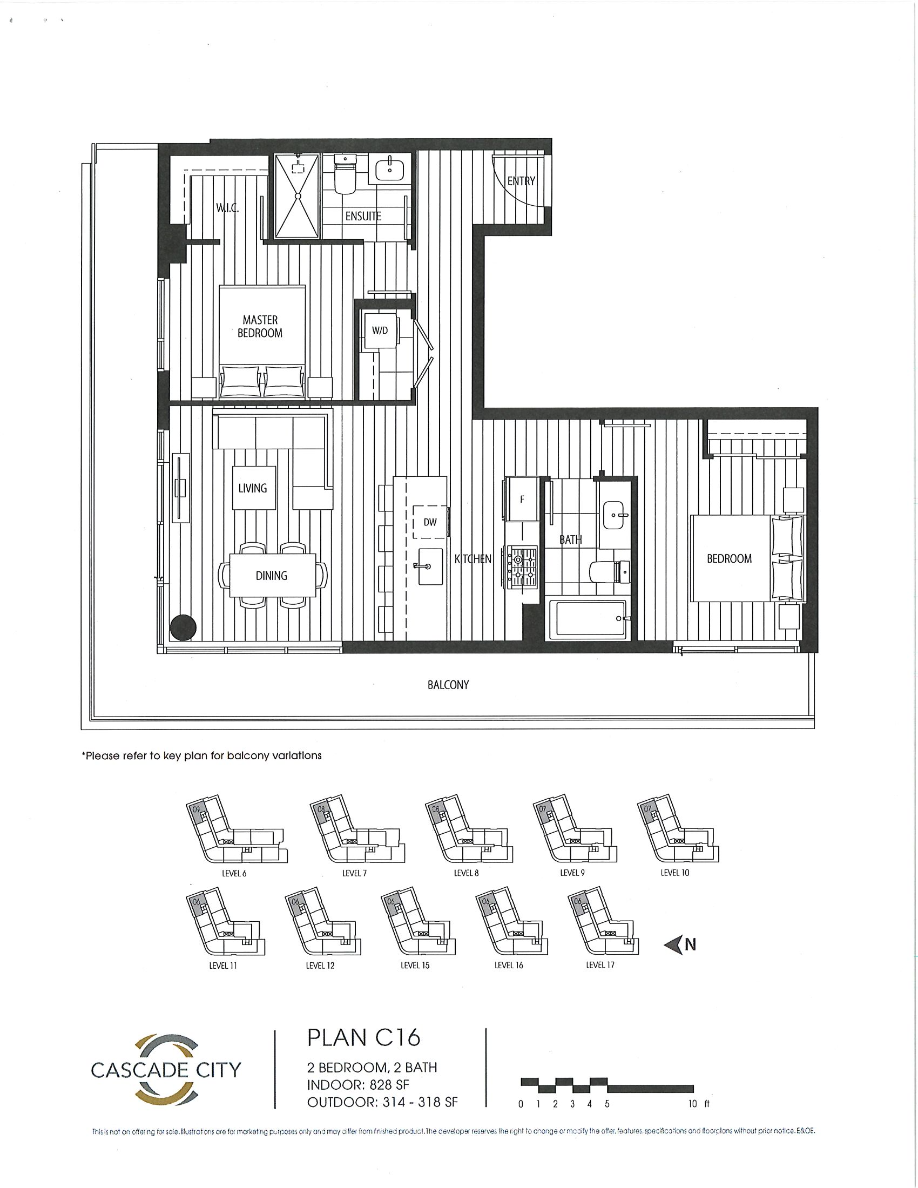 ENTRY
W.I.C.
ENSUITE
MASTER
BEDROOM
W/D
LIVING
F
DW
BATH
KITCHEN
BEDROOM
DINING
BALCONY
*Please refer to key plan for balcony variations
LEVEL 6
LEVEL 7
LEVEL 8
LEVEL 9
LEVEL 10
LEVEL 11
LEVEL 12
LEVEL 15
LEVEL 16
LEVEL 17
N
CASCADE CITY
PLAN C16
2 BEDROOM, 2 BATH
INDOOR: 828 SF
OUTDOOR: 314 - 318 SF
0 1 2 3 4 5 10 ft
This is not an offering for sale. Illustrations are for marketing purposes only and may differ from finished product. The developer reserves the right to change or modify the offer, features, specifications and floorplans without prior notice. E&OE.